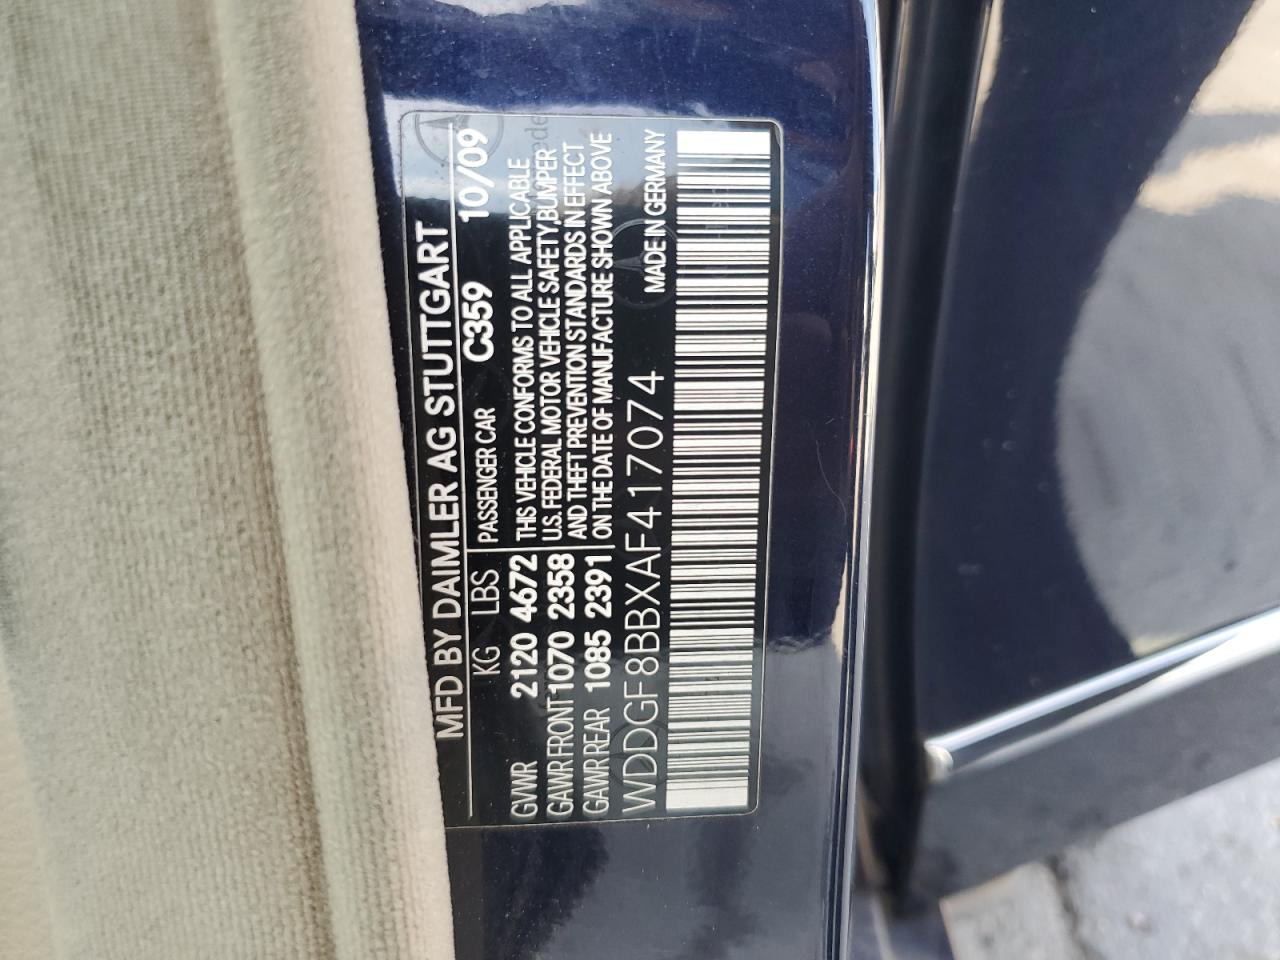 MFD BY DAIMLER AG STUTTGART
KG LBS PASSENGER CAR C359 10/09
GVWR 2120 4672 THIS VEHICLE CONFORMS TO ALL APPLICABLE
GAWR FRONT 1070 2358 U.S. FEDERAL MOTOR VEHICLE SAFETY,BUMPER
GAWR REAR 1085 2391 AND THEFT PREVENTION STANDARDS IN EFFECT
ON THE DATE OF MANUFACTURE SHOWN ABOVE
WDDGF8BBXAF417074 MADE IN GERMANY